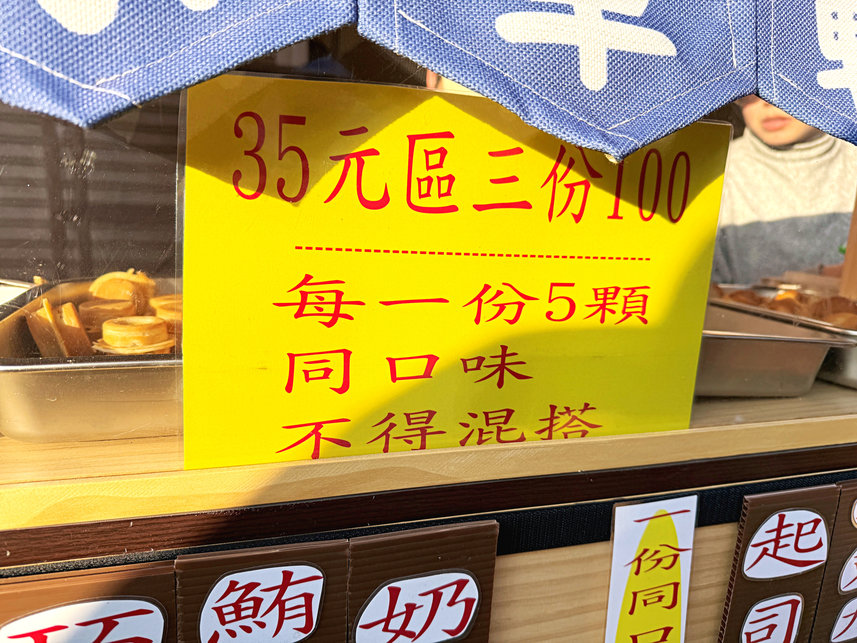 35元區三份100
每一份5顆
同口味
不得混搭
鮪
奶
一份同口
起司